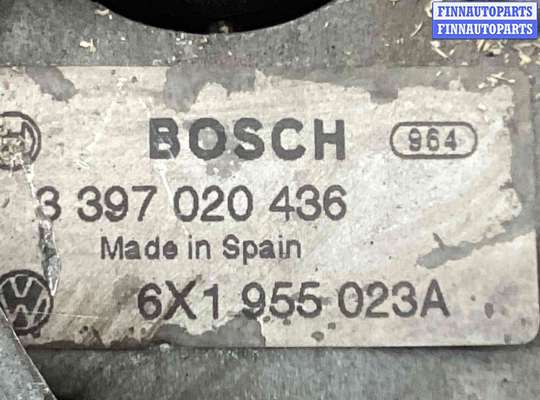 FINNAUTOPARTS
FINNAUTOPARTS
BOSCH 964
3 397 020 436
Made in Spain
6X1 955 023A